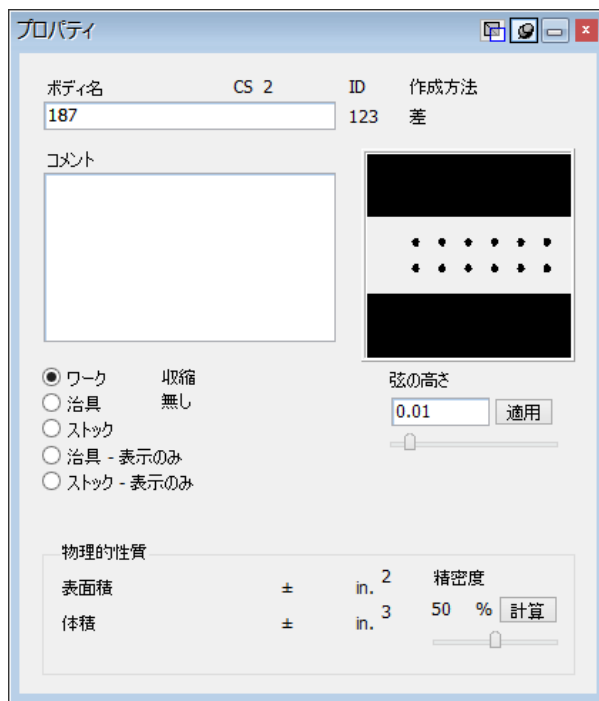 プロパティ
ボディ名 CS 2 ID 作成方法
187 123 差
コメント
ワーク 収縮
治具 無し
ストック
治具 - 表示のみ
ストック - 表示のみ
弦の高さ
0.01 適用
物理的性質
表面積 ± in. 2 精密度
体積 ± in. 3 50 % 計算